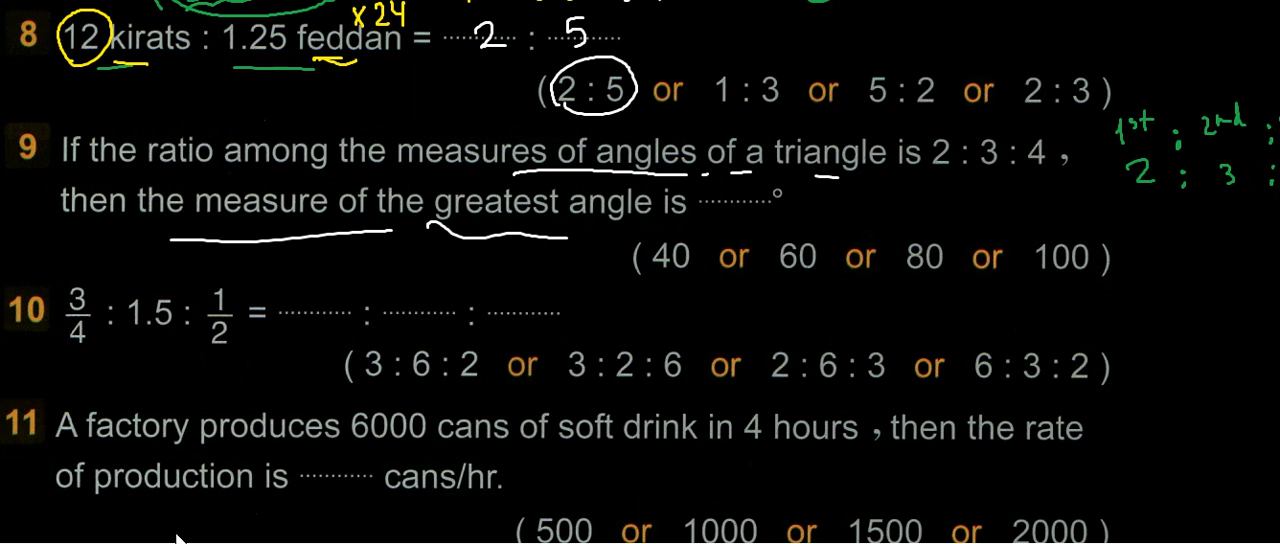 × 24
8 12 kirats : 1.25 feddan = 2 : 5
( 2 : 5 or 1 : 3 or 5 : 2 or 2 : 3 )
9 If the ratio among the measures of angles of a triangle is 2 : 3 : 4 ,
1st : 2nd :
2 : 3 :
then the measure of the greatest angle is ............°
( 40 or 60 or 80 or 100 )
10 3/4 : 1.5 : 1/2 = ............ : ............ : ............
( 3 : 6 : 2 or 3 : 2 : 6 or 2 : 6 : 3 or 6 : 3 : 2 )
11 A factory produces 6000 cans of soft drink in 4 hours , then the rate
of production is ............ cans/hr.
( 500 or 1000 or 1500 or 2000 )